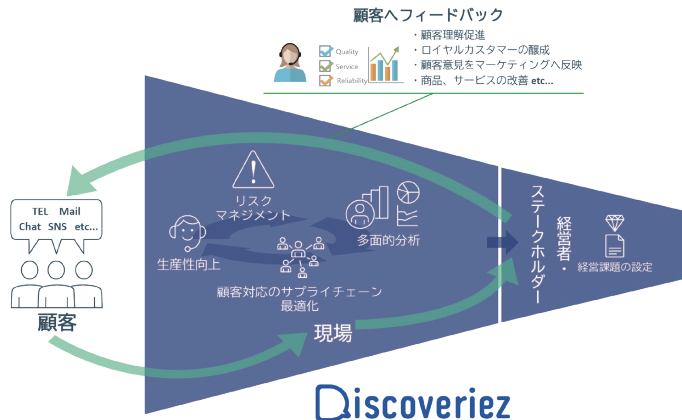 顧客へフィードバック
・顧客理解促進
・ロイヤルカスタマーの醸成
・顧客意見をマーケティングへ反映
・商品、サービスの改善 etc...
Quality
Service
Reliability
TEL Mail
Chat SNS etc...
顧客
リスク
マネジメント
生産性向上
多面的分析
顧客対応のサプライチェーン
最適化
現場
経営者・
ステークホルダー
経営課題の設定
Discoveriez